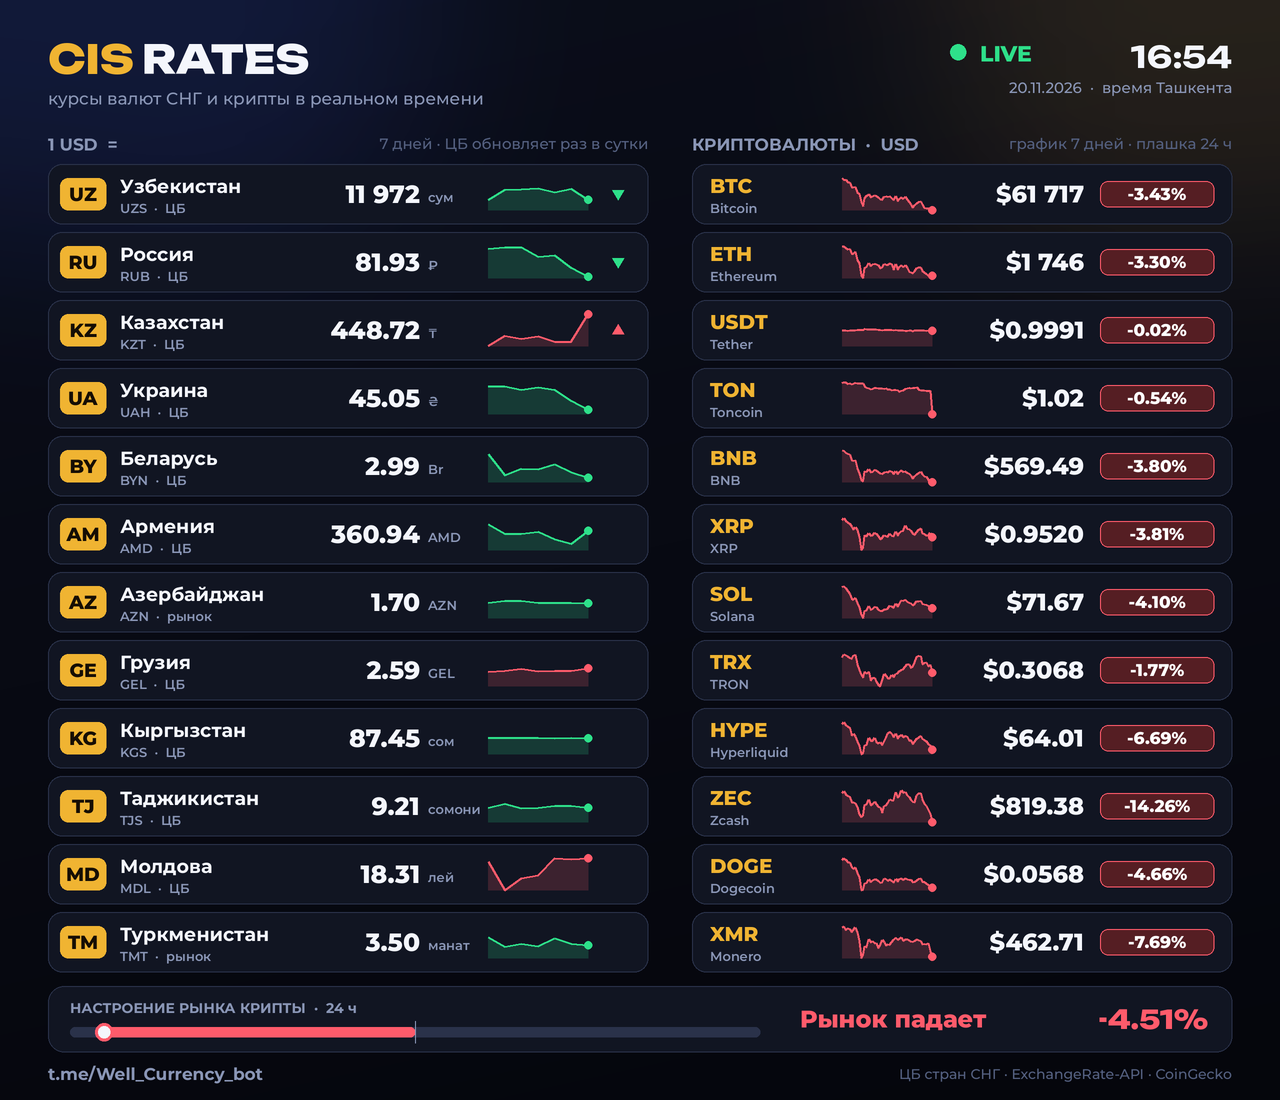 CIS RATES
курсы валют СНГ и крипты в реальном времени
LIVE 16:54
20.11.2026 · время Ташкента
1 USD =
7 дней · ЦБ обновляет раз в сутки
UZ Узбекистан 11 972 сум
UZS · ЦБ
RU Россия 81.93 ₽
RUB · ЦБ
KZ Казахстан 448.72 ₸
KZT · ЦБ
UA Украина 45.05 ₴
UAH · ЦБ
BY Беларусь 2.99 Br
BYN · ЦБ
AM Армения 360.94 AMD
AMD · ЦБ
AZ Азербайджан 1.70 AZN
AZN · рынок
GE Грузия 2.59 GEL
GEL · ЦБ
KG Кыргызстан 87.45 сом
KGS · ЦБ
TJ Таджикистан 9.21 сомони
TJS · ЦБ
MD Молдова 18.31 лей
MDL · ЦБ
TM Туркменистан 3.50 манат
TMT · рынок
КРИПТОВАЛЮТЫ · USD
график 7 дней · плашка 24 ч
BTC $61 717 -3.43%
Bitcoin
ETH $1 746 -3.30%
Ethereum
USDT $0.9991 -0.02%
Tether
TON $1.02 -0.54%
Toncoin
BNB $569.49 -3.80%
BNB
XRP $0.9520 -3.81%
XRP
SOL $71.67 -4.10%
Solana
TRX $0.3068 -1.77%
TRON
HYPE $64.01 -6.69%
Hyperliquid
ZEC $819.38 -14.26%
Zcash
DOGE $0.0568 -4.66%
Dogecoin
XMR $462.71 -7.69%
Monero
НАСТРОЕНИЕ РЫНКА КРИПТЫ · 24 ч
Рынок падает -4.51%
t.me/Well_Currency_bot
ЦБ стран СНГ · ExchangeRate-API · CoinGecko